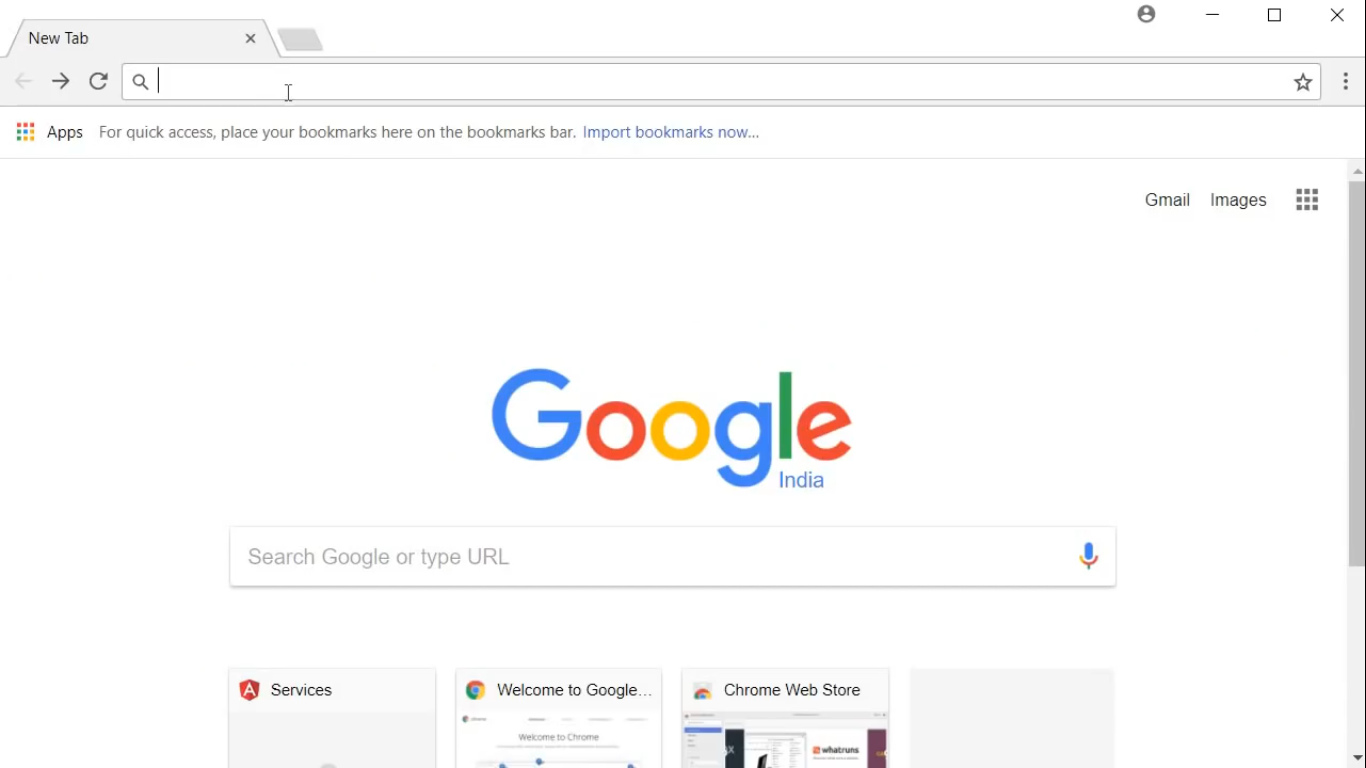 New Tab
Apps For quick access, place your bookmarks here on the bookmarks bar. Import bookmarks now...
Gmail Images
Google
India
Search Google or type URL
Services Welcome to Google... Chrome Web Store
Welcome to Chrome
whatruns